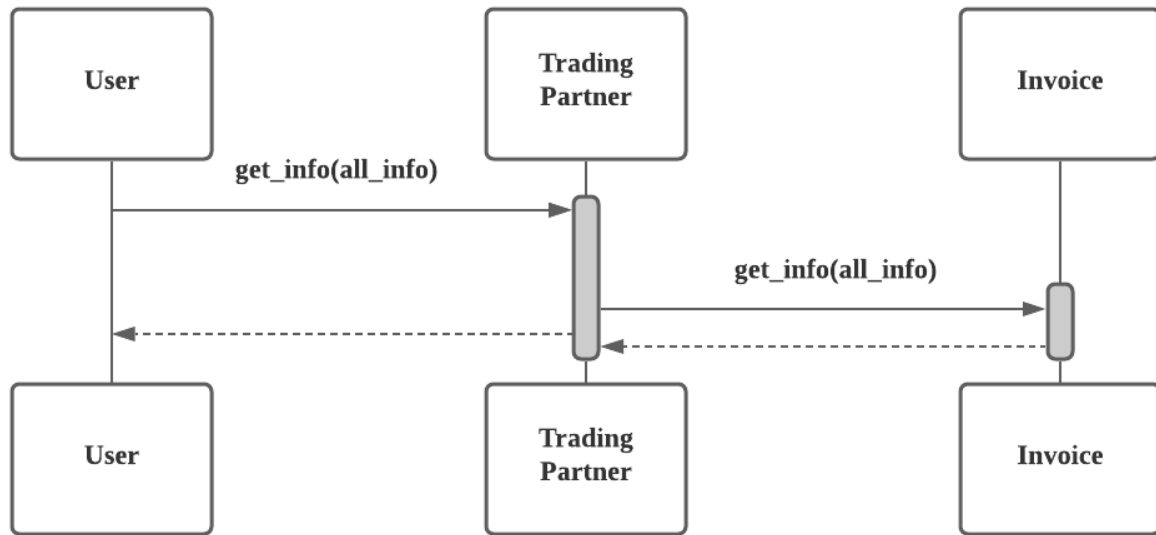 User
Trading
Partner
Invoice
get_info(all_info)
get_info(all_info)
User
Trading
Partner
Invoice